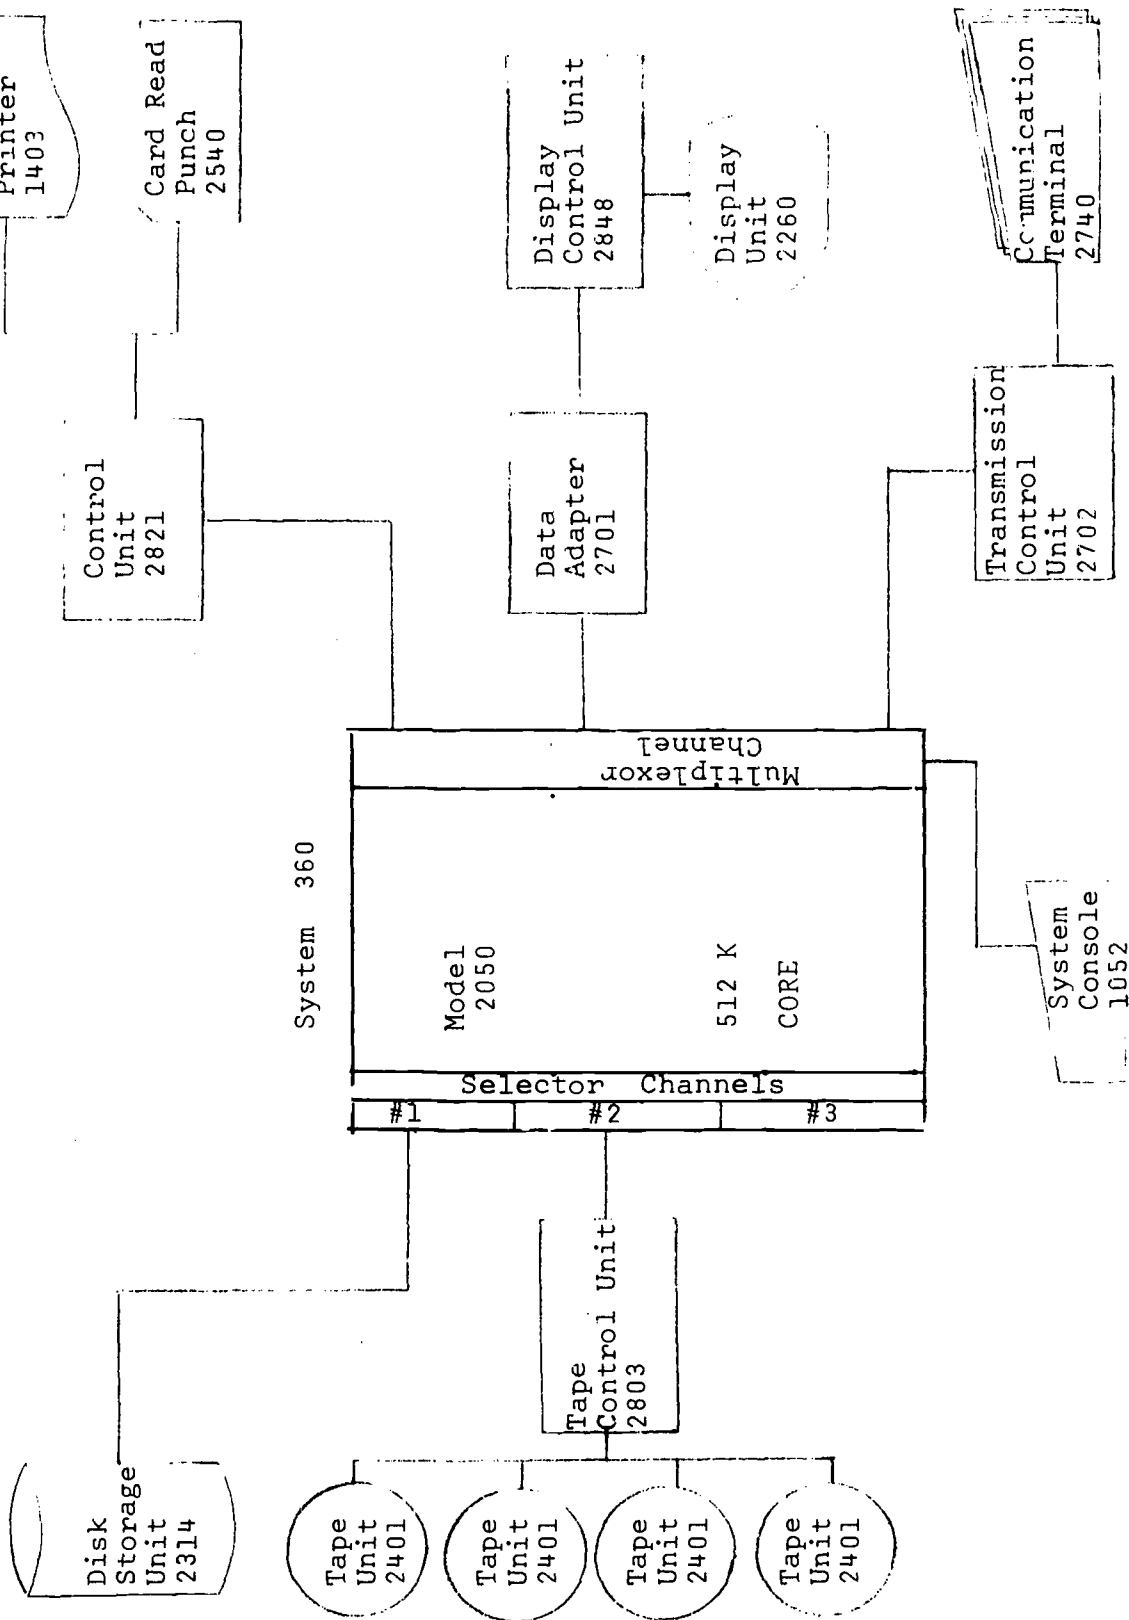 Printer
1403
Card Read
Punch
2540
Control
Unit
2821
Display
Control Unit
2848
Display
Unit
2260
Data
Adapter
2701
Communication
Terminal
2740
Transmission
Control
Unit
2702
System 360
Multiplexor
Channel
Model
2050
512 K
CORE
Selector Channels
#1
#2
#3
System
Console
1052
Tape
Control Unit
2803
Disk
Storage
Unit
2314
Tape
Unit
2401
Tape
Unit
2401
Tape
Unit
2401
Tape
Unit
2401